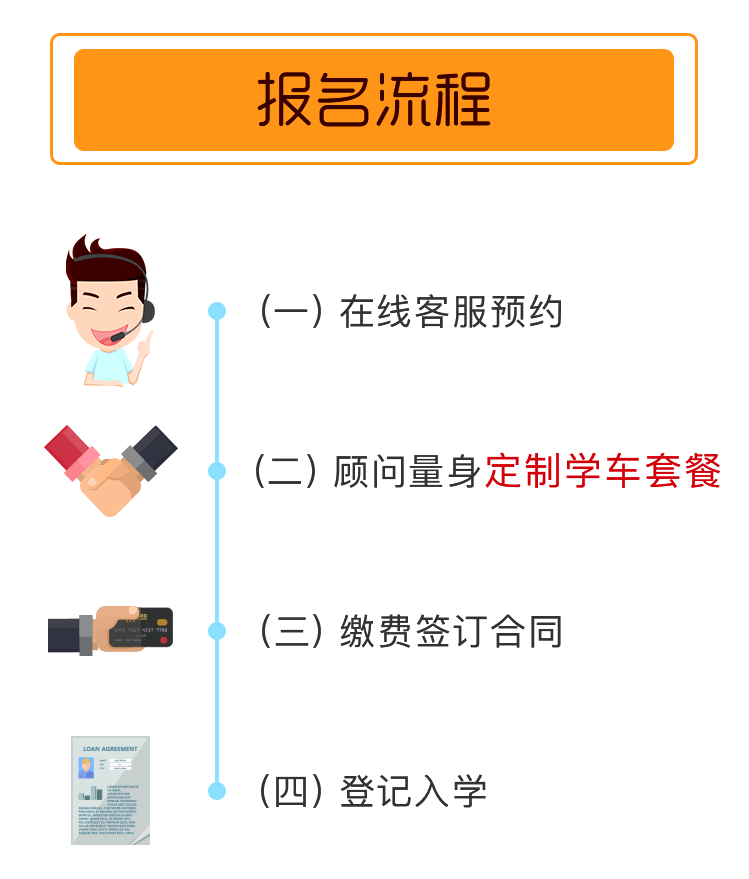 报名流程
(一) 在线客服预约
(二) 顾问量身定制学车套餐
(三) 缴费签订合同
(四) 登记入学
LOAN AGREEMENT